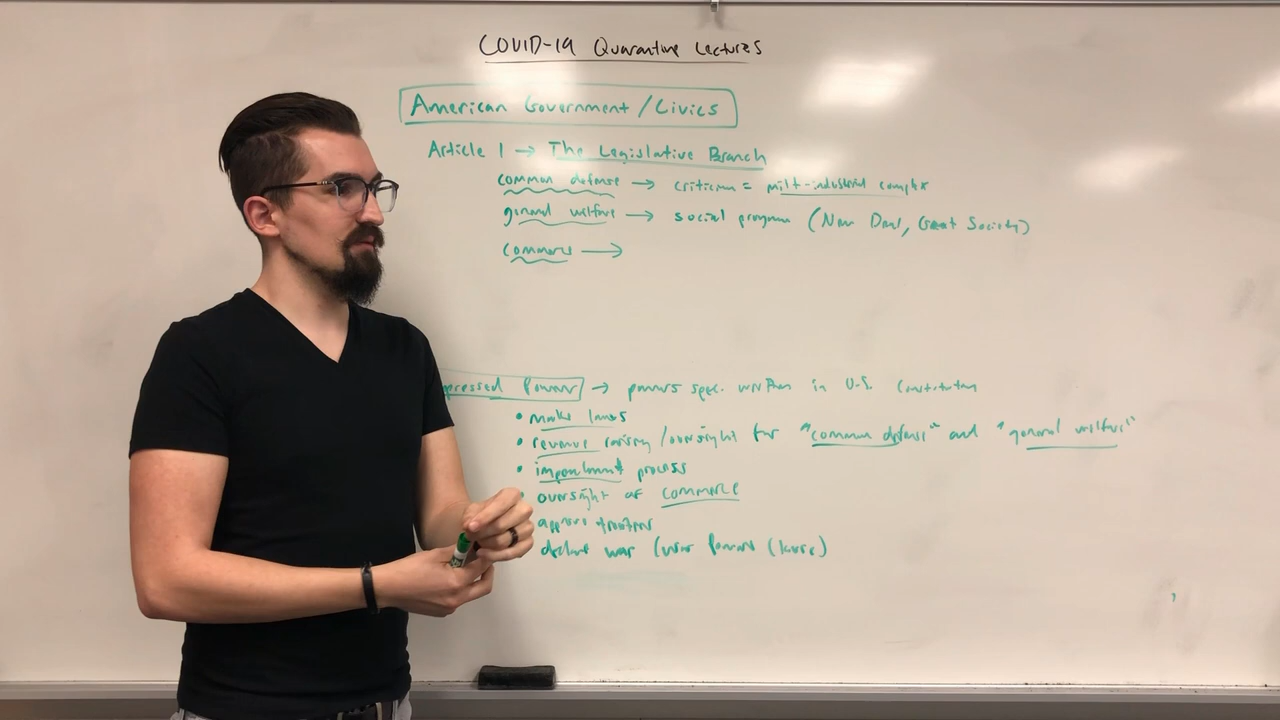 COVID-19 Quarantine Lectures
American Government/Civics
Article 1 → The Legislative Branch
common defense → criticism = milt-industrial complex
general welfare → social programs (New Deal, Great Society)
commerce →
pressed Powers → powers spec. written in U.S. Constitution
• make laws
• revenue raising/oversight for "common defense" and "general welfare"
• impeachment process
• oversight of commerce
approve treaties
declare war (War Powers Clause)